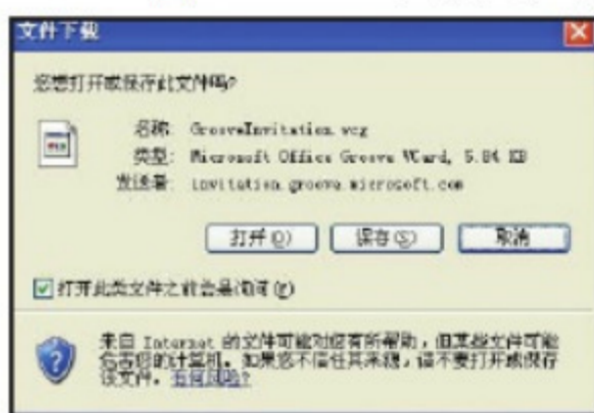 文件下载
您想打开或保存此文件吗?
名称: GrooveInvitation.vcg
类型: Microsoft Office Groove VCard, 5.84 KB
发送者: invitation.groove.microsoft.com
打开(O) 保存(S) 取消
打开此类文件之前总是询问(W)
来自 Internet 的文件可能对您有所帮助，但某些文件可能
危害您的计算机。如果您不信任其来源，请不要打开或保存
该文件。有何风险?